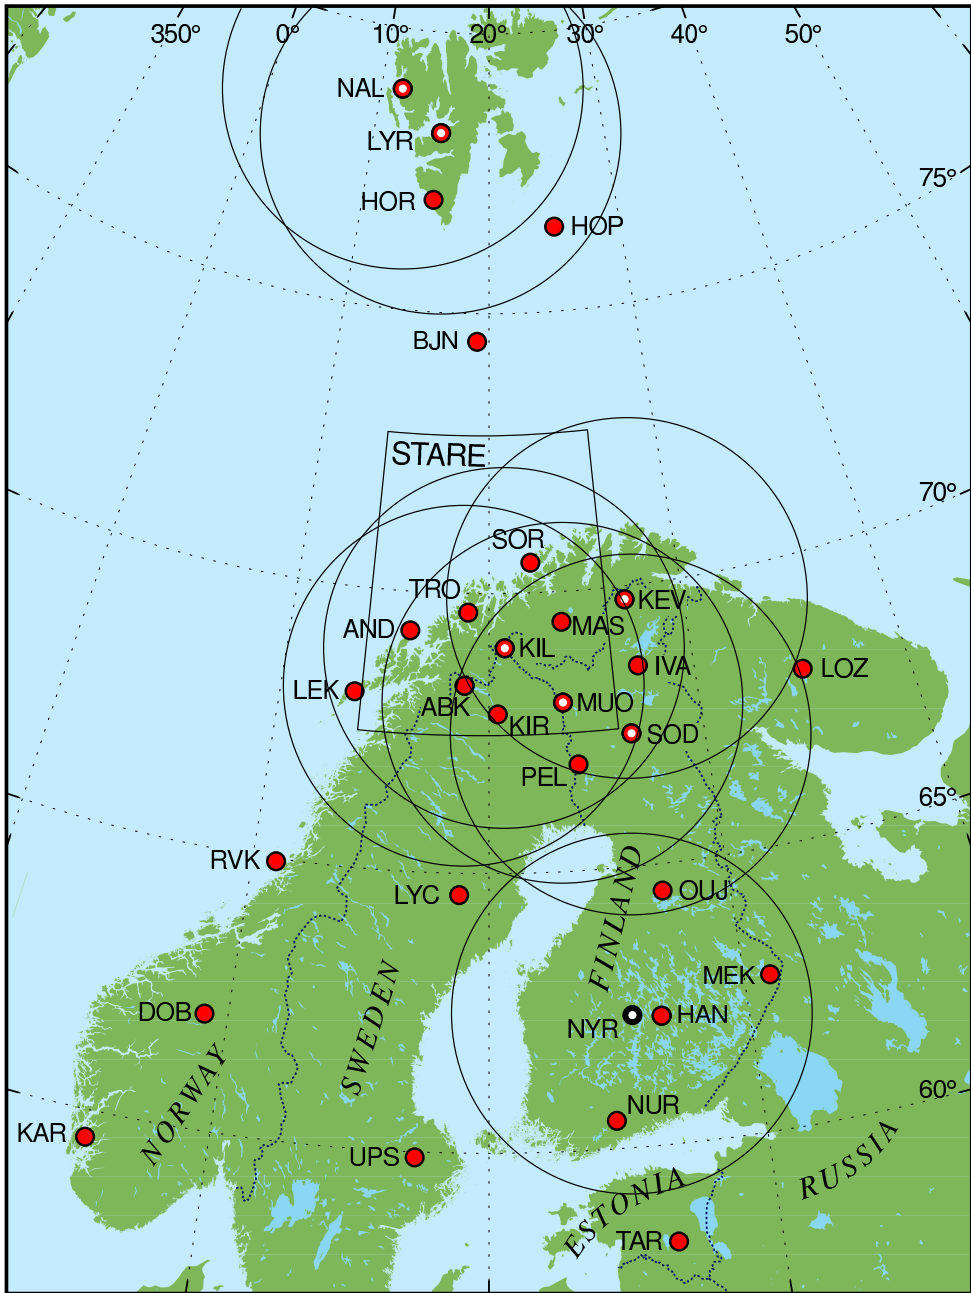 350° 0° 10° 20° 30° 40° 50°
NAL
LYR
75°
HOR
HOP
BJN
STARE
70°
SOR
TRO
KEV
AND
MAS
KIL
IVA
LOZ
LEK
ABK
MUO
KIR
SOD
PEL
65°
RVK
LYC
OUJ
FINLAND
MEK
SWEDEN
DOB
HAN
NYR
NORWAY
60°
NUR
KAR
UPS
RUSSIA
ESTONIA
TAR